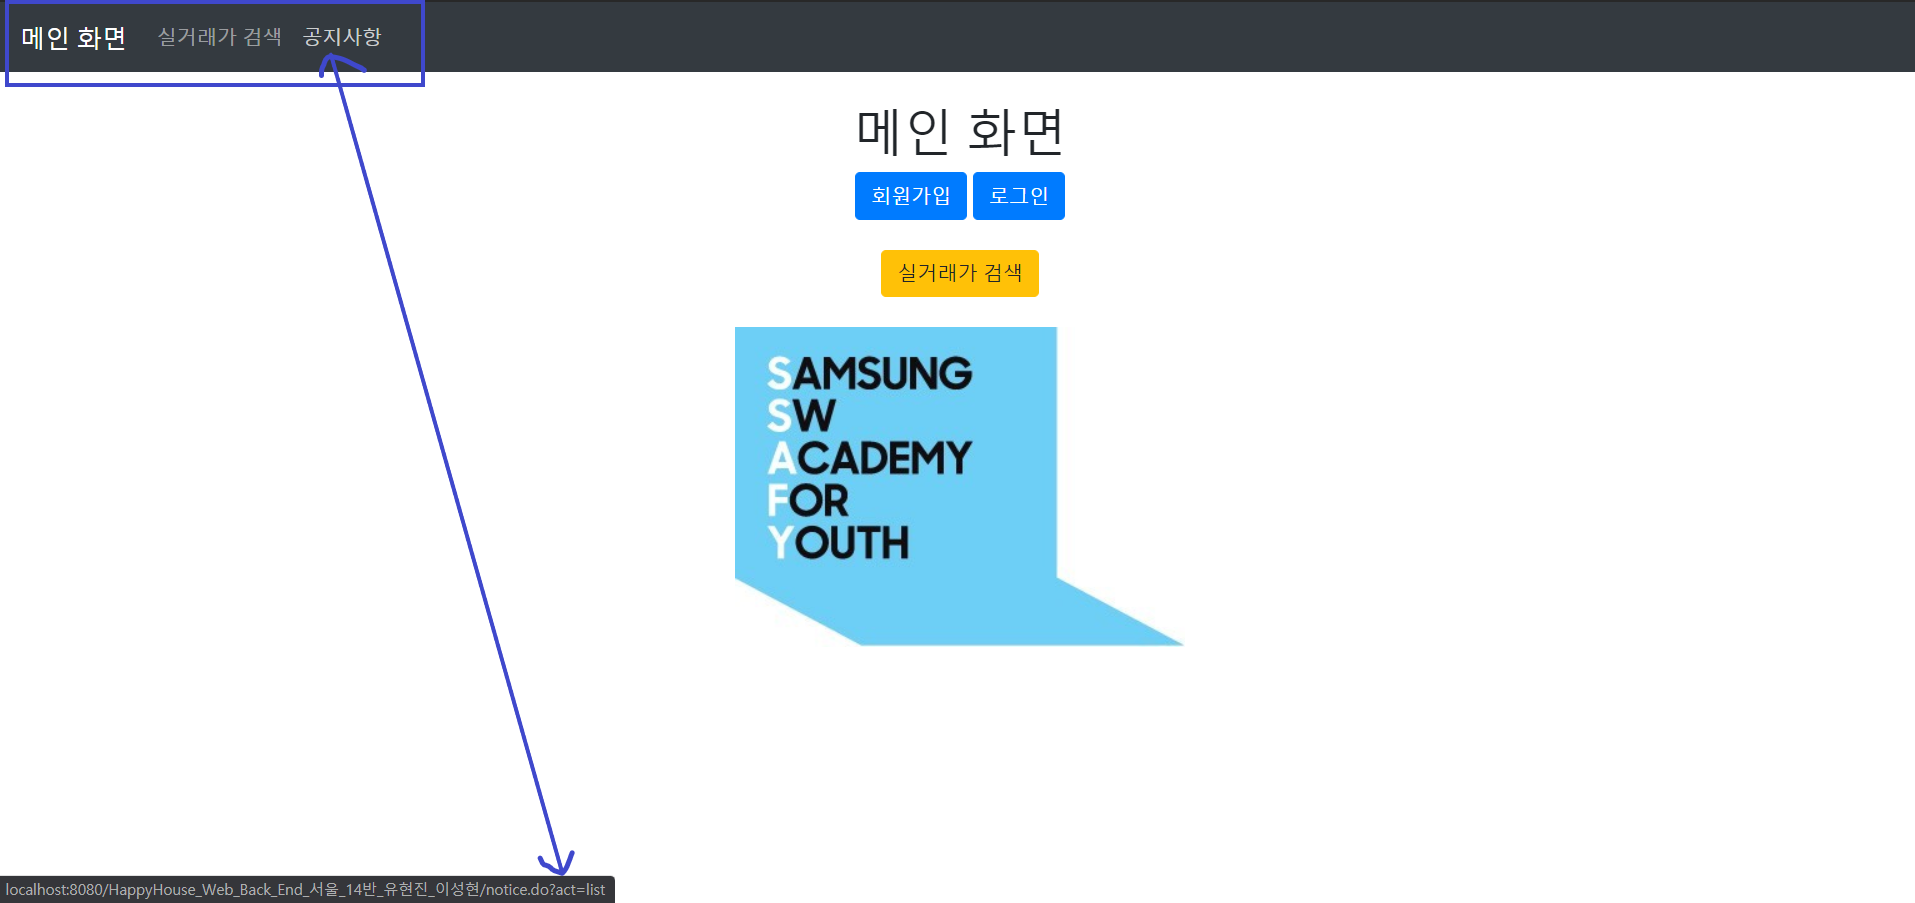 메인 화면 실거래가 검색 공지사항
메인 화면
회원가입 로그인
실거래가 검색
SAMSUNG
SW
ACADEMY
FOR
YOUTH
localhost:8080/HappyHouse_Web_Back_End_서울_14반_유현진_이성현/notice.do?act=list